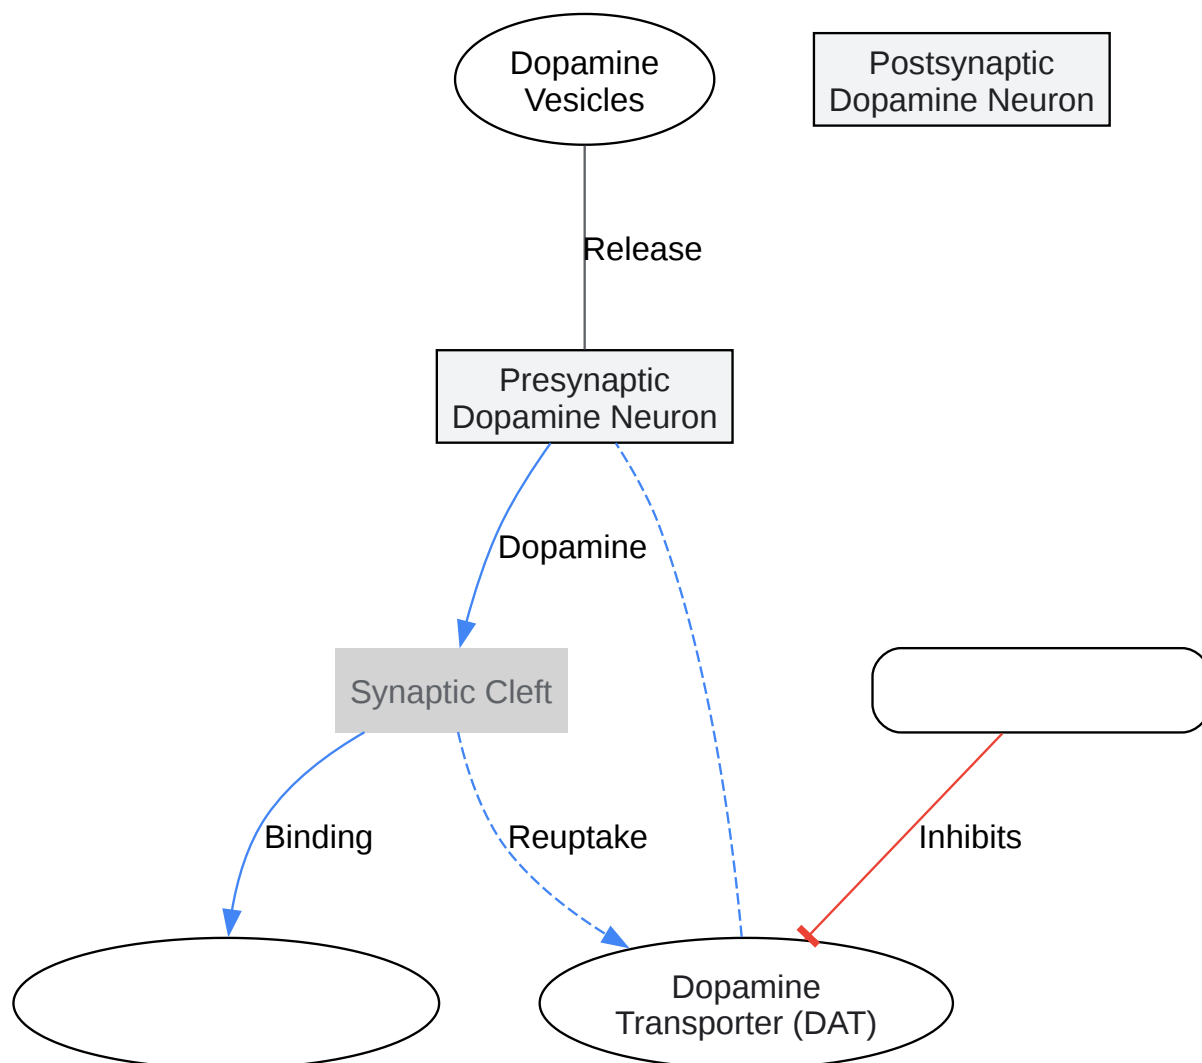 Dopamine
Vesicles
Postsynaptic
Dopamine Neuron
Release
Presynaptic
Dopamine Neuron
Dopamine
Synaptic Cleft
Binding
Reuptake
Inhibits
Dopamine
Transporter (DAT)